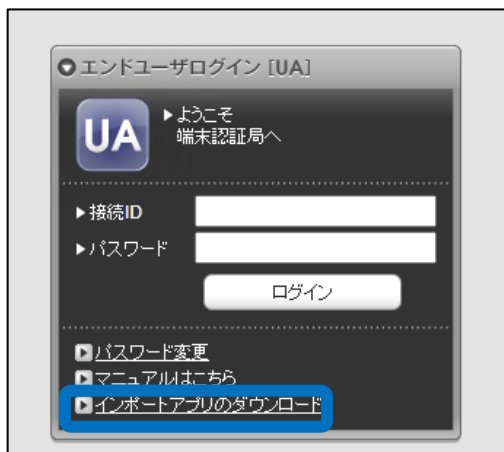 エンドユーザログイン [UA]
UA
ようこそ
端末認証局へ
接続ID
パスワード
ログイン
パスワード変更
マニュアルはこちら
インポートアプリのダウンロード